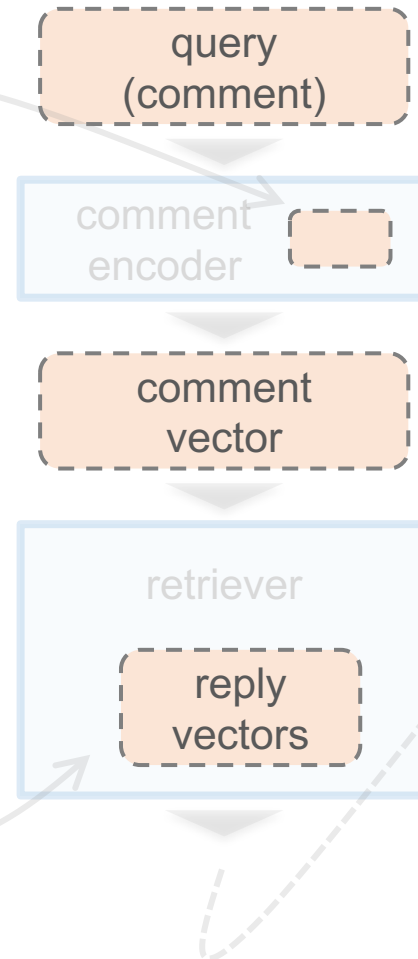 query
(comment)
comment
encoder
comment
vector
retriever
reply
vectors